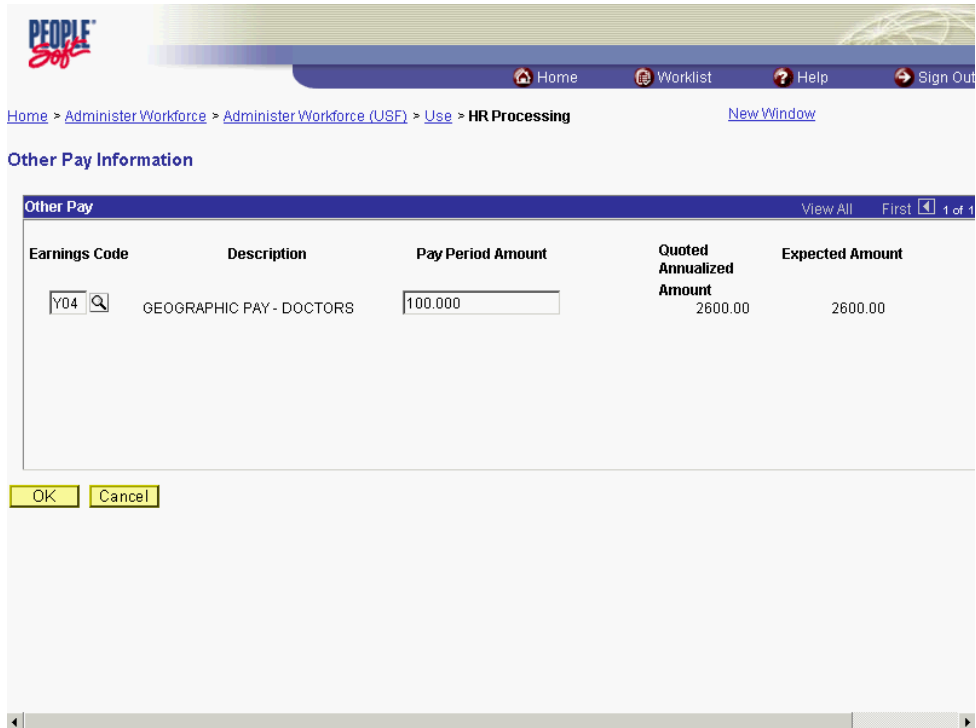 PEOPLE
Soft
Home Worklist Help Sign Out
Home > Administer Workforce > Administer Workforce (USF) > Use > HR Processing New Window
Other Pay Information
Other Pay View All First 1 of 1
Earnings Code Description Pay Period Amount Quoted Annualized Amount Expected Amount
Y04 GEOGRAPHIC PAY - DOCTORS 100.000 2600.00 2600.00
OK Cancel